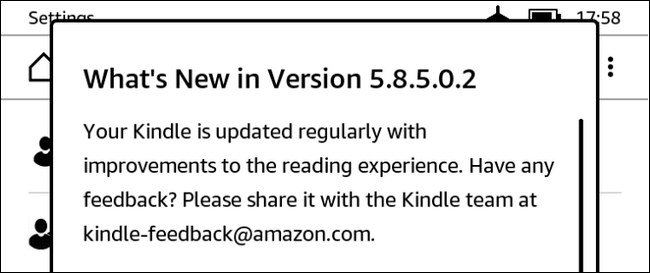 Settings 17:58
What's New in Version 5.8.5.0.2
Your Kindle is updated regularly with
improvements to the reading experience. Have any
feedback? Please share it with the Kindle team at
kindle-feedback@amazon.com.